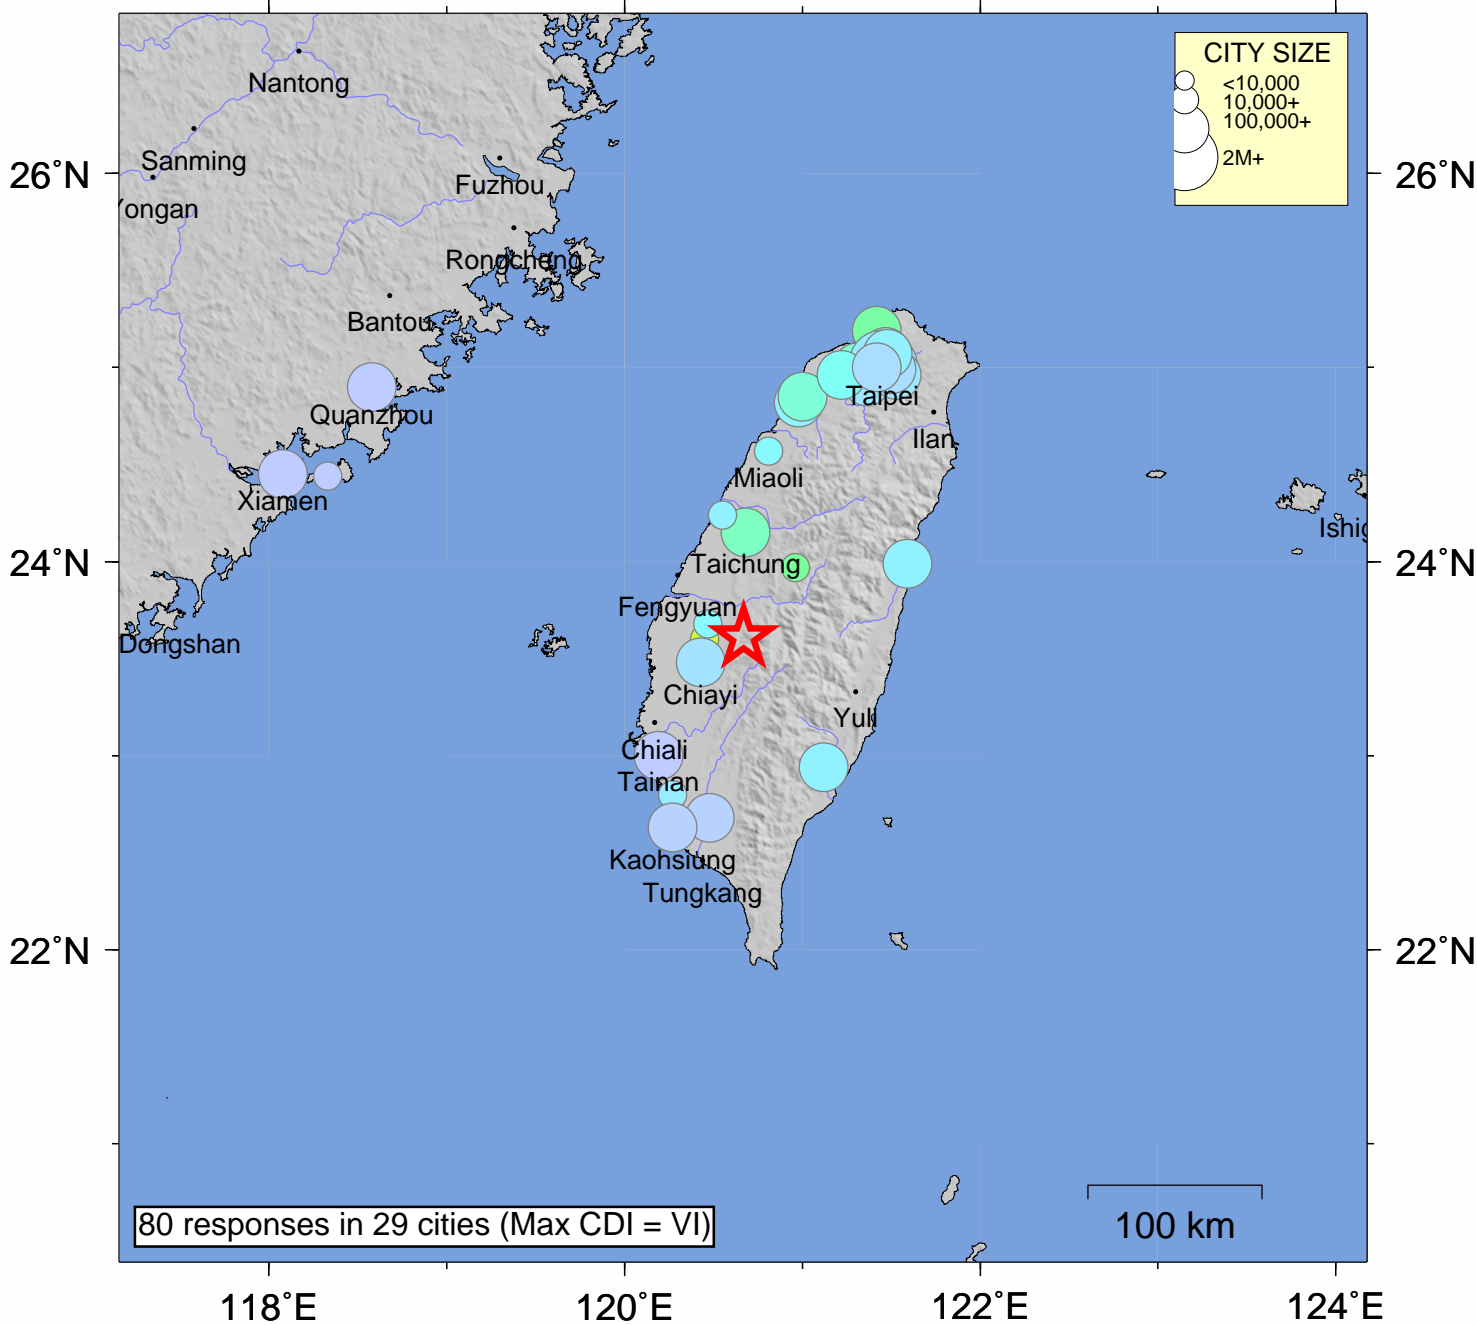 CITY SIZE
<10,000
10,000+
100,000+
2M+
Nantong
Sanming
Yongan
Fuzhou
Rongcheng
Bantou
Quanzhou
Xiamen
Dongshan
Taipei
Ilan
Miaoli
Taichung
Fengyuan
Chiayi
Yuli
Chiali
Tainan
Kaohsiung
Tungkang
Ishig
26°N
26°N
24°N
24°N
22°N
22°N
80 responses in 29 cities (Max CDI = VI)
100 km
118°E
120°E
122°E
124°E